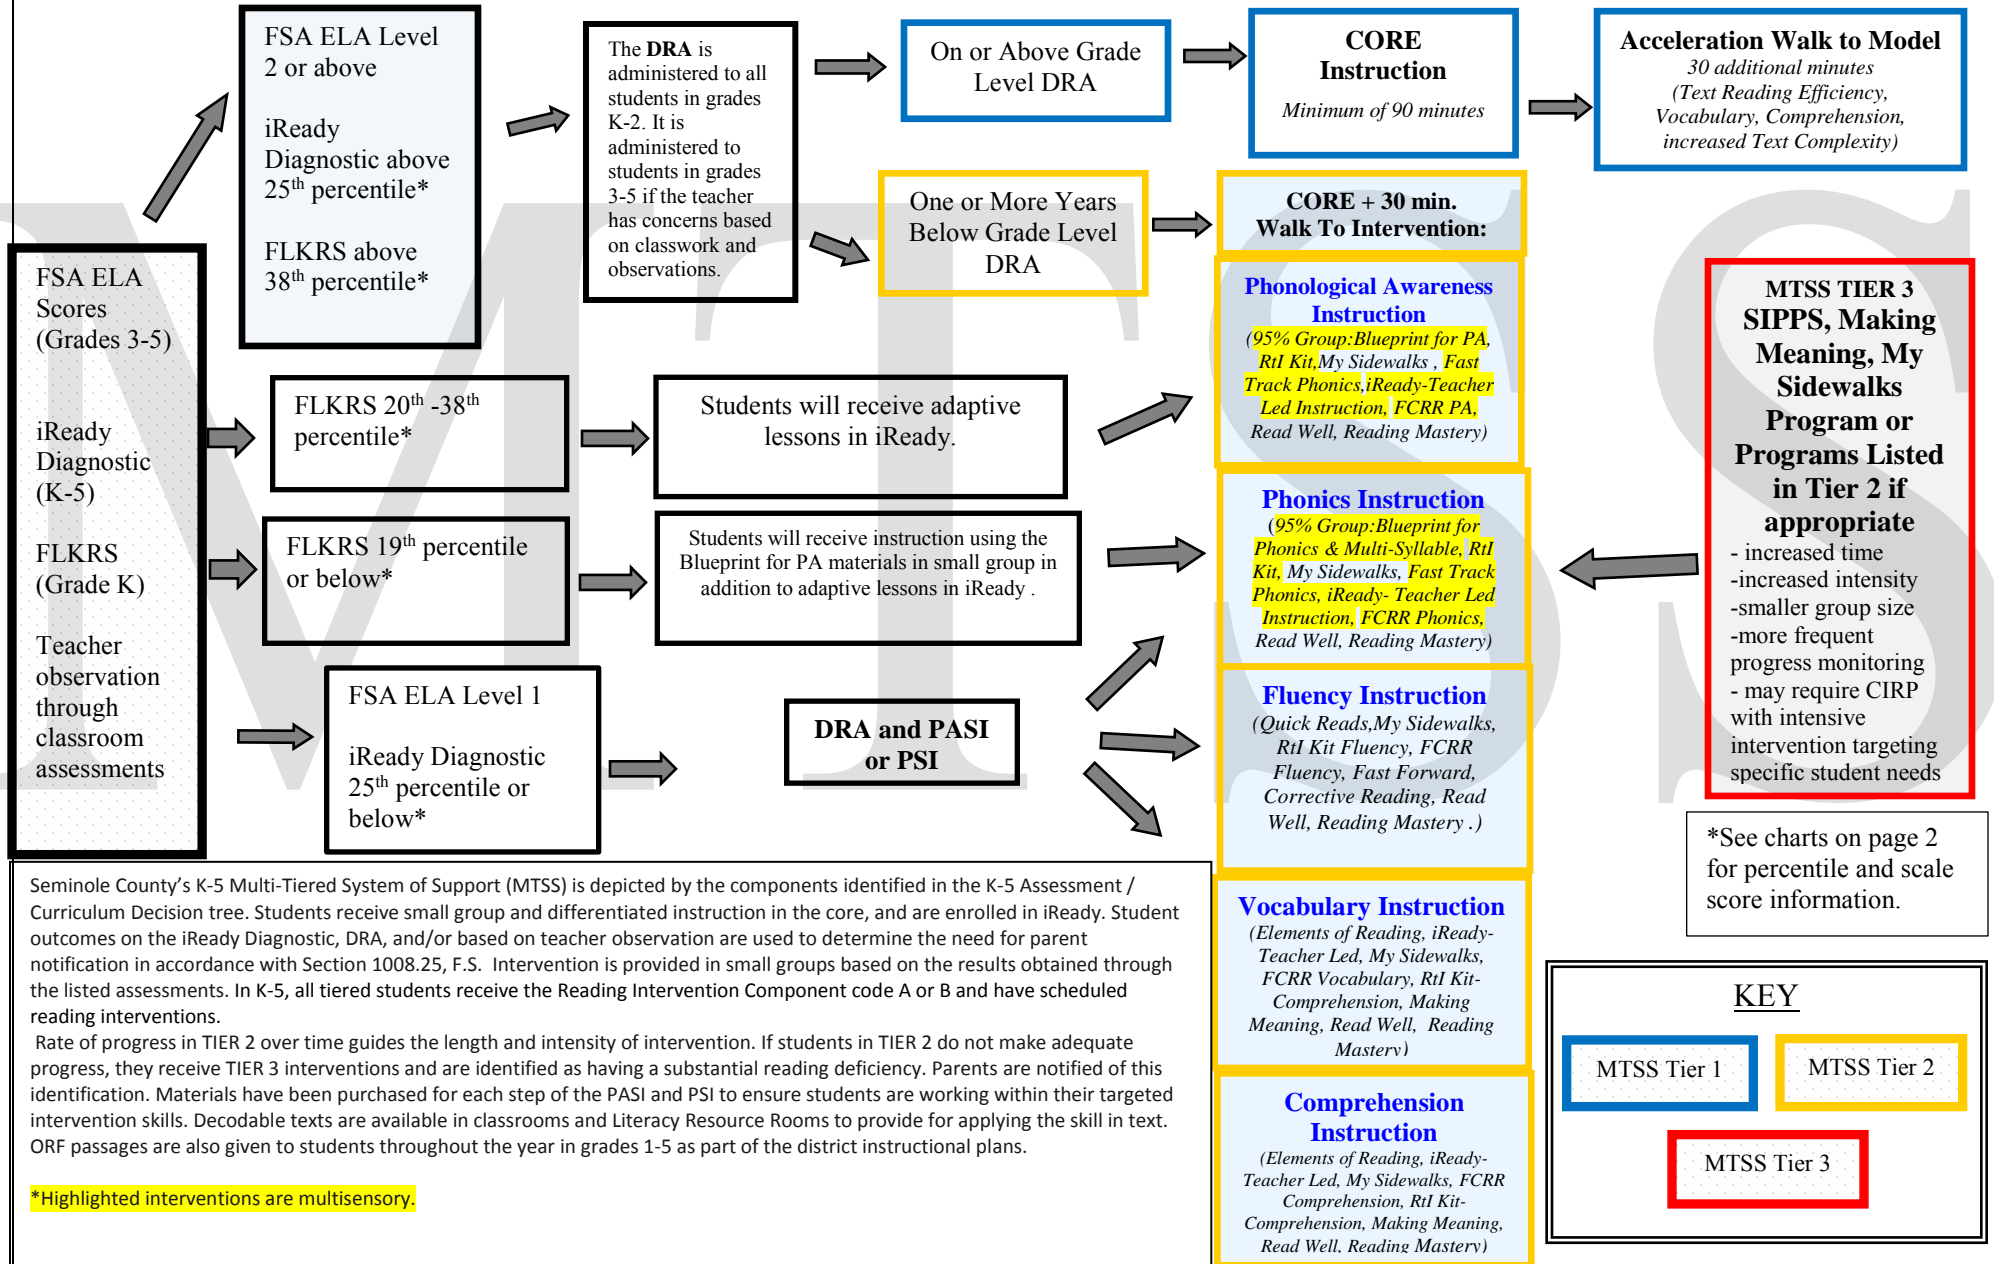 FSA ELA Level
2 or above
iReady
Diagnostic above
25th percentile*
FLKRS above
38th percentile*
The DRA is
administered to all
students in grades
K-2. It is
administered to
students in grades
3-5 if the teacher
has concerns based
on classwork and
observations.
On or Above Grade
Level DRA
CORE
Instruction
Minimum of 90 minutes
Acceleration Walk to Model
30 additional minutes
(Text Reading Efficiency,
Vocabulary, Comprehension,
increased Text Complexity)
One or More Years
Below Grade Level
DRA
CORE + 30 min.
Walk To Intervention:
FSA ELA
Scores
(Grades 3-5)
iReady
Diagnostic
(K-5)
FLKRS
(Grade K)
Teacher
observation
through
classroom
assessments
FLKRS 20th -38th
percentile*
Students will receive adaptive
lessons in iReady.
FLKRS 19th percentile
or below*
Students will receive instruction using the
Blueprint for PA materials in small group in
addition to adaptive lessons in iReady .
FSA ELA Level 1
iReady Diagnostic
25th percentile or
below*
DRA and PASI
or PSI
Phonological Awareness
Instruction
(95% Group:Blueprint for PA,
RtI Kit,My Sidewalks , Fast
Track Phonics,iReady-Teacher
Led Instruction, FCRR PA,
Read Well, Reading Mastery)
Phonics Instruction
(95% Group:Blueprint for
Phonics & Multi-Syllable, RtI
Kit, My Sidewalks, Fast Track
Phonics, iReady- Teacher Led
Instruction, FCRR Phonics,
Read Well, Reading Mastery)
Fluency Instruction
(Quick Reads,My Sidewalks,
RtI Kit Fluency, FCRR
Fluency, Fast Forward,
Corrective Reading, Read
Well, Reading Mastery .)
Vocabulary Instruction
(Elements of Reading, iReady-
Teacher Led, My Sidewalks,
FCRR Vocabulary, RtI Kit-
Comprehension, Making
Meaning, Read Well, Reading
Mastery)
Comprehension
Instruction
(Elements of Reading, iReady-
Teacher Led, My Sidewalks, FCRR
Comprehension, RtI Kit-
Comprehension, Making Meaning,
Read Well, Reading Mastery)
MTSS TIER 3
SIPPS, Making
Meaning, My
Sidewalks
Program or
Programs Listed
in Tier 2 if
appropriate
- increased time
-increased intensity
-smaller group size
-more frequent
progress monitoring
- may require CIRP
with intensive
intervention targeting
specific student needs
*See charts on page 2
for percentile and scale
score information.
Seminole County's K-5 Multi-Tiered System of Support (MTSS) is depicted by the components identified in the K-5 Assessment /
Curriculum Decision tree. Students receive small group and differentiated instruction in the core, and are enrolled in iReady. Student
outcomes on the iReady Diagnostic, DRA, and/or based on teacher observation are used to determine the need for parent
notification in accordance with Section 1008.25, F.S. Intervention is provided in small groups based on the results obtained through
the listed assessments. In K-5, all tiered students receive the Reading Intervention Component code A or B and have scheduled
reading interventions.
Rate of progress in TIER 2 over time guides the length and intensity of intervention. If students in TIER 2 do not make adequate
progress, they receive TIER 3 interventions and are identified as having a substantial reading deficiency. Parents are notified of this
identification. Materials have been purchased for each step of the PASI and PSI to ensure students are working within their targeted
intervention skills. Decodable texts are available in classrooms and Literacy Resource Rooms to provide for applying the skill in text.
ORF passages are also given to students throughout the year in grades 1-5 as part of the district instructional plans.
*Highlighted interventions are multisensory.
KEY
MTSS Tier 1
MTSS Tier 2
MTSS Tier 3
MTSS